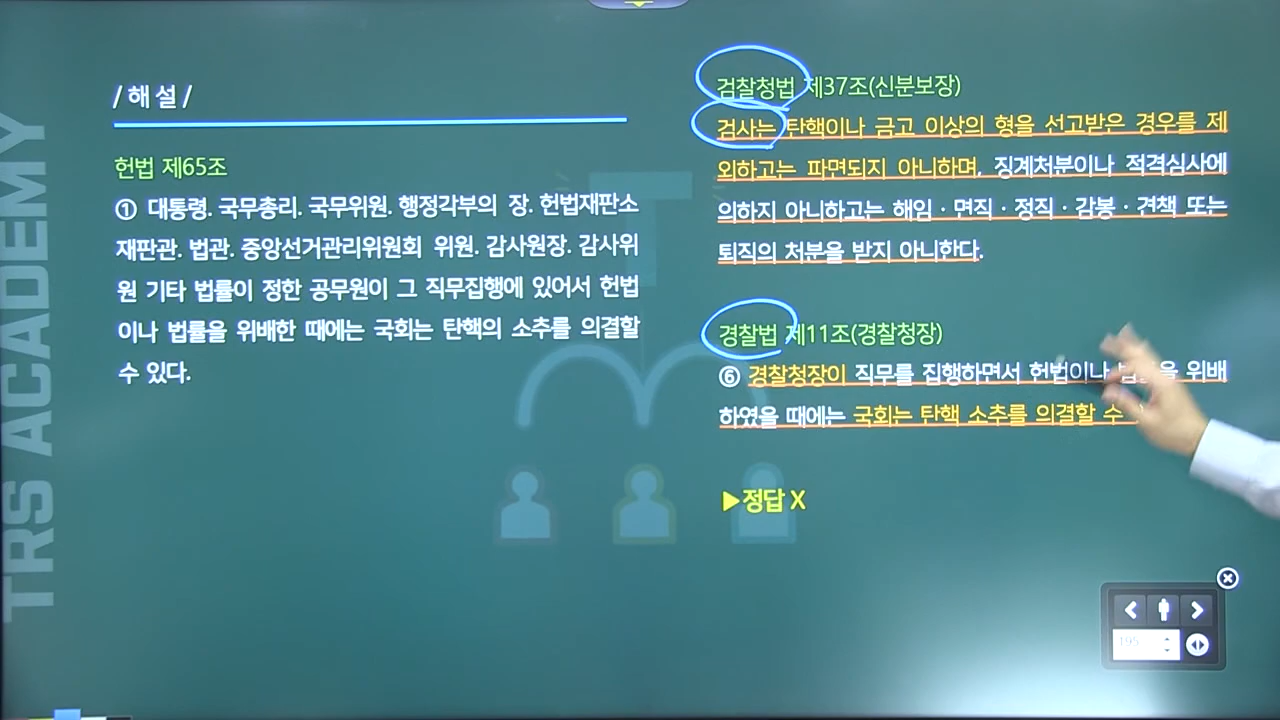 TRS ACADEMY
/ 해 설 /
헌법 제65조
① 대통령. 국무총리. 국무위원. 행정각부의 장. 헌법재판소
재판관. 법관. 중앙선거관리위원회 위원. 감사원장. 감사위
원 기타 법률이 정한 공무원이 그 직무집행에 있어서 헌법
이나 법률을 위배한 때에는 국회는 탄핵의 소추를 의결할
수 있다.
검찰청법 제37조(신분보장)
검사는 탄핵이나 금고 이상의 형을 선고받은 경우를 제
외하고는 파면되지 아니하며, 징계처분이나 적격심사에
의하지 아니하고는 해임 · 면직 · 정직 · 감봉 · 견책 또는
퇴직의 처분을 받지 아니한다.
경찰법 제11조(경찰청장)
⑥ 경찰청장이 직무를 집행하면서 헌법이나 위배
하였을 때에는 국회는 탄핵 소추를 의결할 수
▶정답 X
195